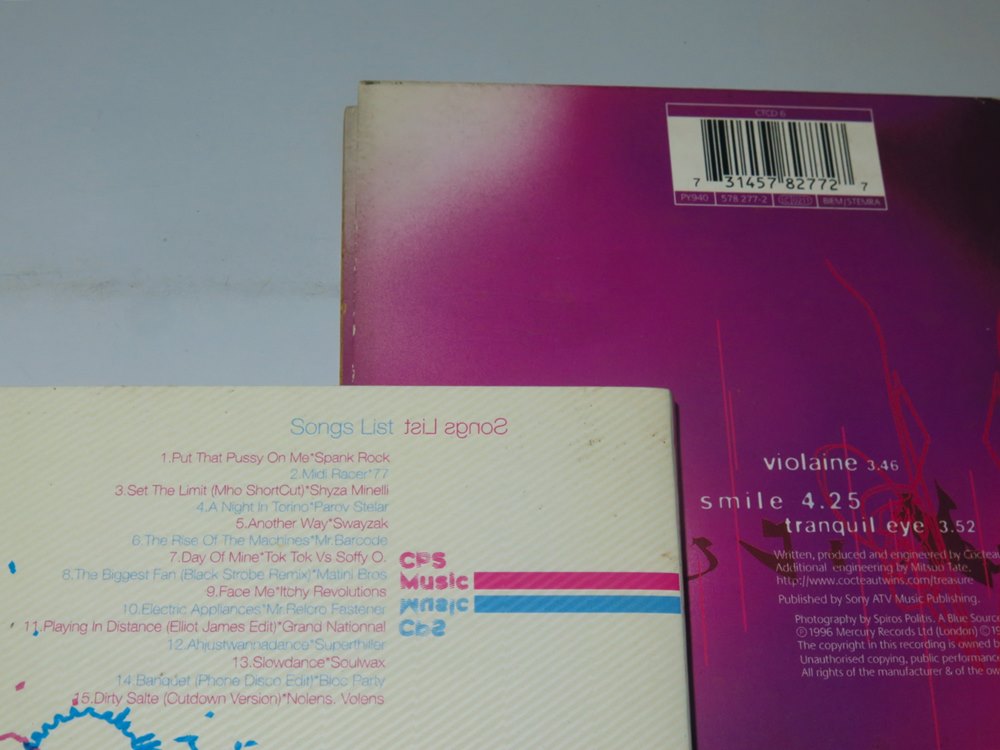 CTCD 6
7 31457 82772 7
PY940 578 277-2 LC0211 BIEM/STEMRA
violaine 3.46
smile 4.25
tranquil eye 3.52
Written, produced and engineered by Cocteau
Additional engineering by Mitsuo Tate.
http://www.cocteautwins.com/treasure
Published by Sony ATV Music Publishing.
Photography by Spiros Politis. A Blue Source
℗ 1996 Mercury Records Ltd (London) © 19
The copyright in this recording is owned b
Unauthorised copying, public performance
All rights of the manufacturer & of the ow
Songs List Songs List
1.Put That Pussy On Me*Spank Rock
2.Midi Racer*77
3.Set The Limit (Mho ShortCut)*Shyza Minelli
4.A Night In Torino*Parov Stelar
5.Another Way*Swayzak
6.The Rise Of The Machines*Mr.Barcode
7.Day Of Mine*Tok Tok Vs Soffy O.
8.The Biggest Fan (Black Strobe Remix)*Matini Bros
9.Face Me*Itchy Revolutions
10.Electric Appliances*Mr Reloro Fastener
11.Playing In Distance (Elliot James Edit)*Grand Nationnal
12.Ahjustwannadance*Superthriller
13.Slowdance*Soulwax
14.Banquet (Phone Disco Edit)*Bloc Party
15.Dirty Salte (Cutdown Version)*Nolens. Volens
CPS
Music
Music
CPS